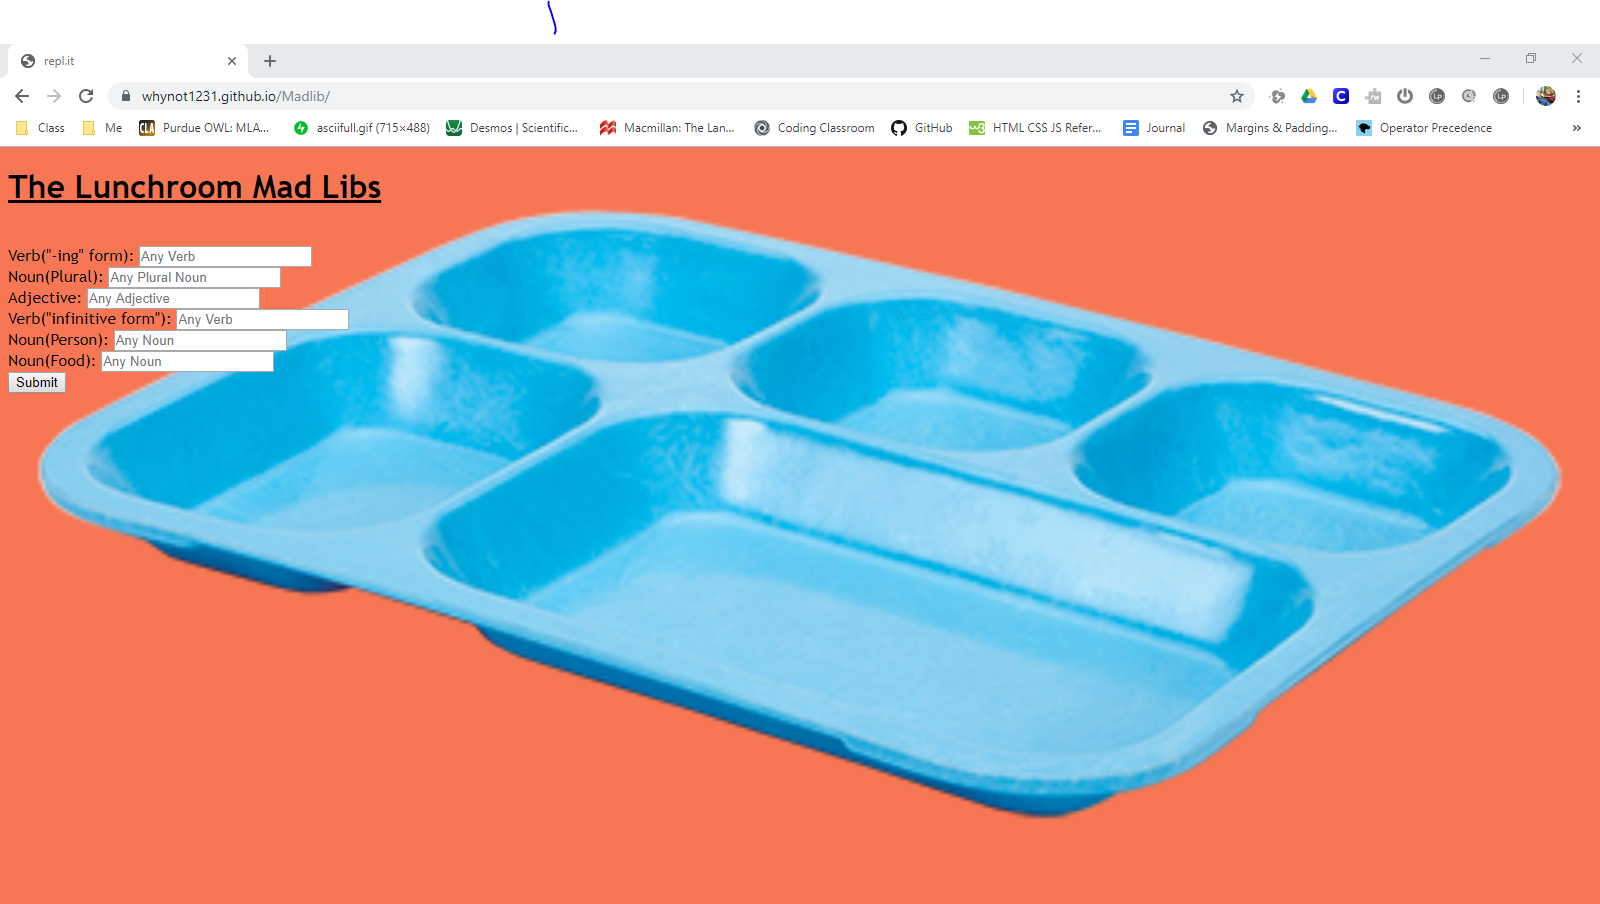 repl.it
whynot1231.github.io/Madlib/
Class Me CLA Purdue OWL: MLA... asciifull.gif (715×488) Desmos | Scientific... Macmillan: The Lan... Coding Classroom GitHub HTML CSS JS Refer... Journal Margins & Padding... Operator Precedence »
The Lunchroom Mad Libs
Verb("-ing" form): Any Verb
Noun(Plural): Any Plural Noun
Adjective: Any Adjective
Verb("infinitive form"): Any Verb
Noun(Person): Any Noun
Noun(Food): Any Noun
Submit